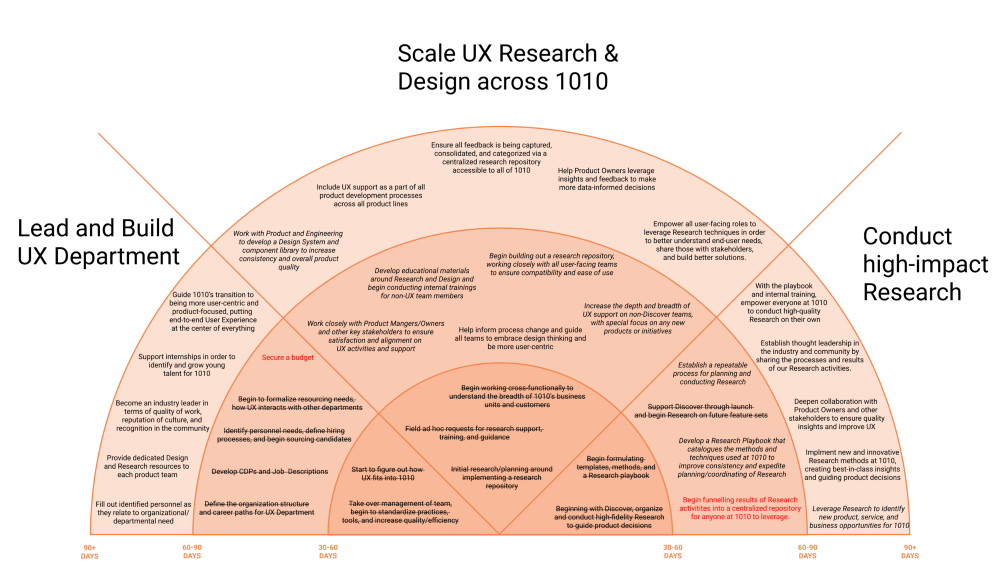 Scale UX Research &
Design across 1010
Lead and Build
UX Department
Conduct
high-impact
Research
Ensure all feedback is being captured,
consolidated, and categorized via a
centralized research repository
accessible to all of 1010
Help Product Owners leverage
insights and feedback to make
more data-informed decisions
Include UX support as a part of all
product development processes
across all product lines
Work with Product and Engineering
to develop a Design System and
component library to increase
consistency and overall product
quality
Empower all user-facing roles to
leverage Research techniques in order
to better understand end-user needs,
share those with stakeholders,
and build better solutions.
Develop educational materials
around Research and Design and
begin conducting internal trainings
for non-UX team members
Begin building out a research repository,
working closely with all user-facing teams
to ensure compatibility and ease of use
Increase the depth and breadth of
UX support on non-Discover teams,
with special focus on any new
products or initiatives
Work closely with Product Mangers/Owners
and other key stakeholders to ensure
satisfaction and alignment on
UX activities and support
Help inform process change and guide
all teams to embrace design thinking and
be more user-centric
Begin working cross-functionally to
understand the breadth of 1010's business
units and customers
Field ad hoc requests for research support,
training, and guidance
Initial research/planning around
implementing a research
repository
Guide 1010's transition to
being more user-centric and
product-focused, putting
end-to-end User Experience
at the center of everything
Support internships in order to
identify and grow young
talent for 1010
Become an industry leader in
terms of quality of work,
reputation of culture, and
recognition in the community
Provide dedicated Design
and Research resources to
each product team
Fill out identified personnel as
they relate to organizational/
departmental need
Secure a budget
Begin to formalize resourcing needs,
how UX interacts with other departments
Identify personnel needs, define hiring
processes, and begin sourcing candidates
Develop CDPs and Job Descriptions
Define the organization structure
and career paths for UX Department
Start to figure out how
UX fits into 1010
Take over management of team,
begin to standardize practices,
tools, and increase quality/efficiency
Begin formulating
templates, methods, and
a Research playbook
Beginning with Discover, organize
and conduct high-fidelity Research
to guide product decisions
Establish a repeatable
process for planning and
conducting Research
Support Discover through launch
and begin Research on future feature sets
Develop a Research Playbook that
catalogues the methods and
techniques used at 1010 to
improve consistency and expedite
planning/coordinating of Research
Begin funnelling results of Research
activitites into a centralized repository
for anyone at 1010 to leverage.
With the playbook
and internal training,
empower everyone at 1010
to conduct high-quality
Research on their own
Establish thought leadership in
the industry and community by
sharing the processes and results
of our Research activities.
Deepen collaboration with
Product Owners and other
stakeholders to ensure quality
insights and improve UX
Implment new and innovative
Research methods at 1010,
creating best-in-class insights
and guiding product decisions
Leverage Research to identify
new product, service, and
business opportunities for 1010
90+
DAYS
60-90
DAYS
30-60
DAYS
30-60
DAYS
60-90
DAYS
90+
DAYS